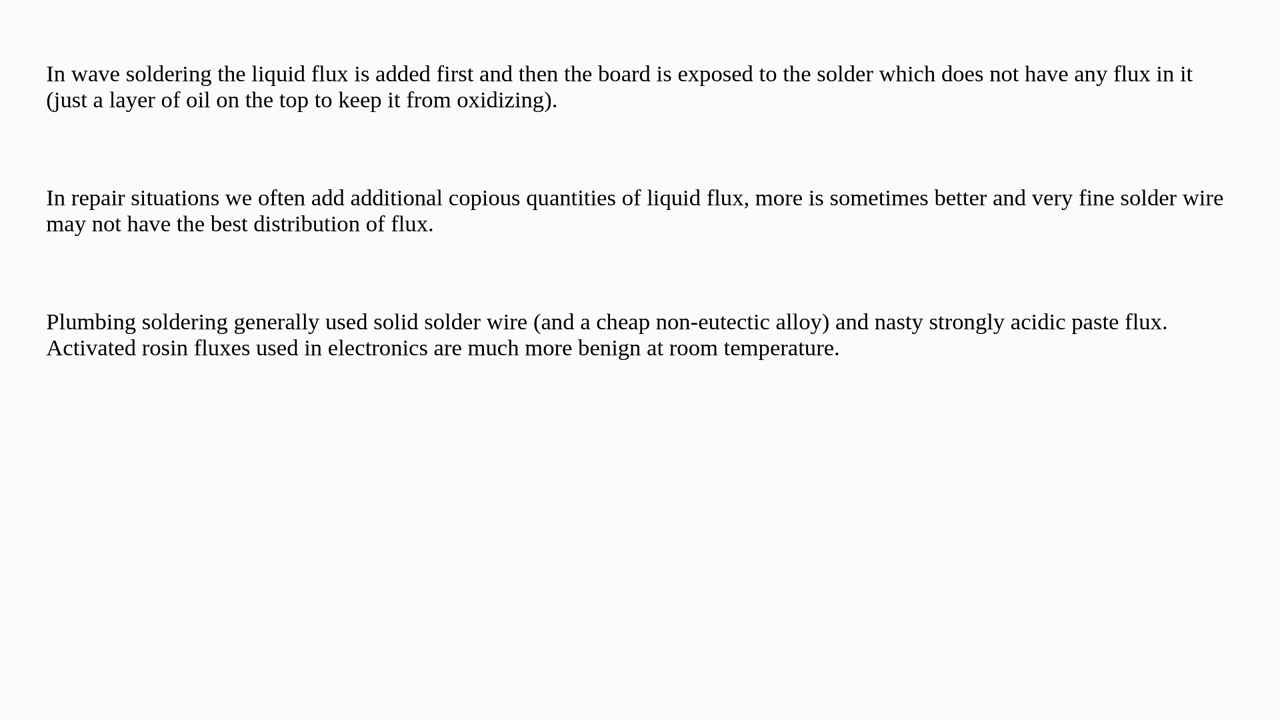 In wave soldering the liquid flux is added first and then the board is exposed to the solder which does not have any flux in it
(just a layer of oil on the top to keep it from oxidizing).
In repair situations we often add additional copious quantities of liquid flux, more is sometimes better and very fine solder wire
may not have the best distribution of flux.
Plumbing soldering generally used solid solder wire (and a cheap non-eutectic alloy) and nasty strongly acidic paste flux.
Activated rosin fluxes used in electronics are much more benign at room temperature.